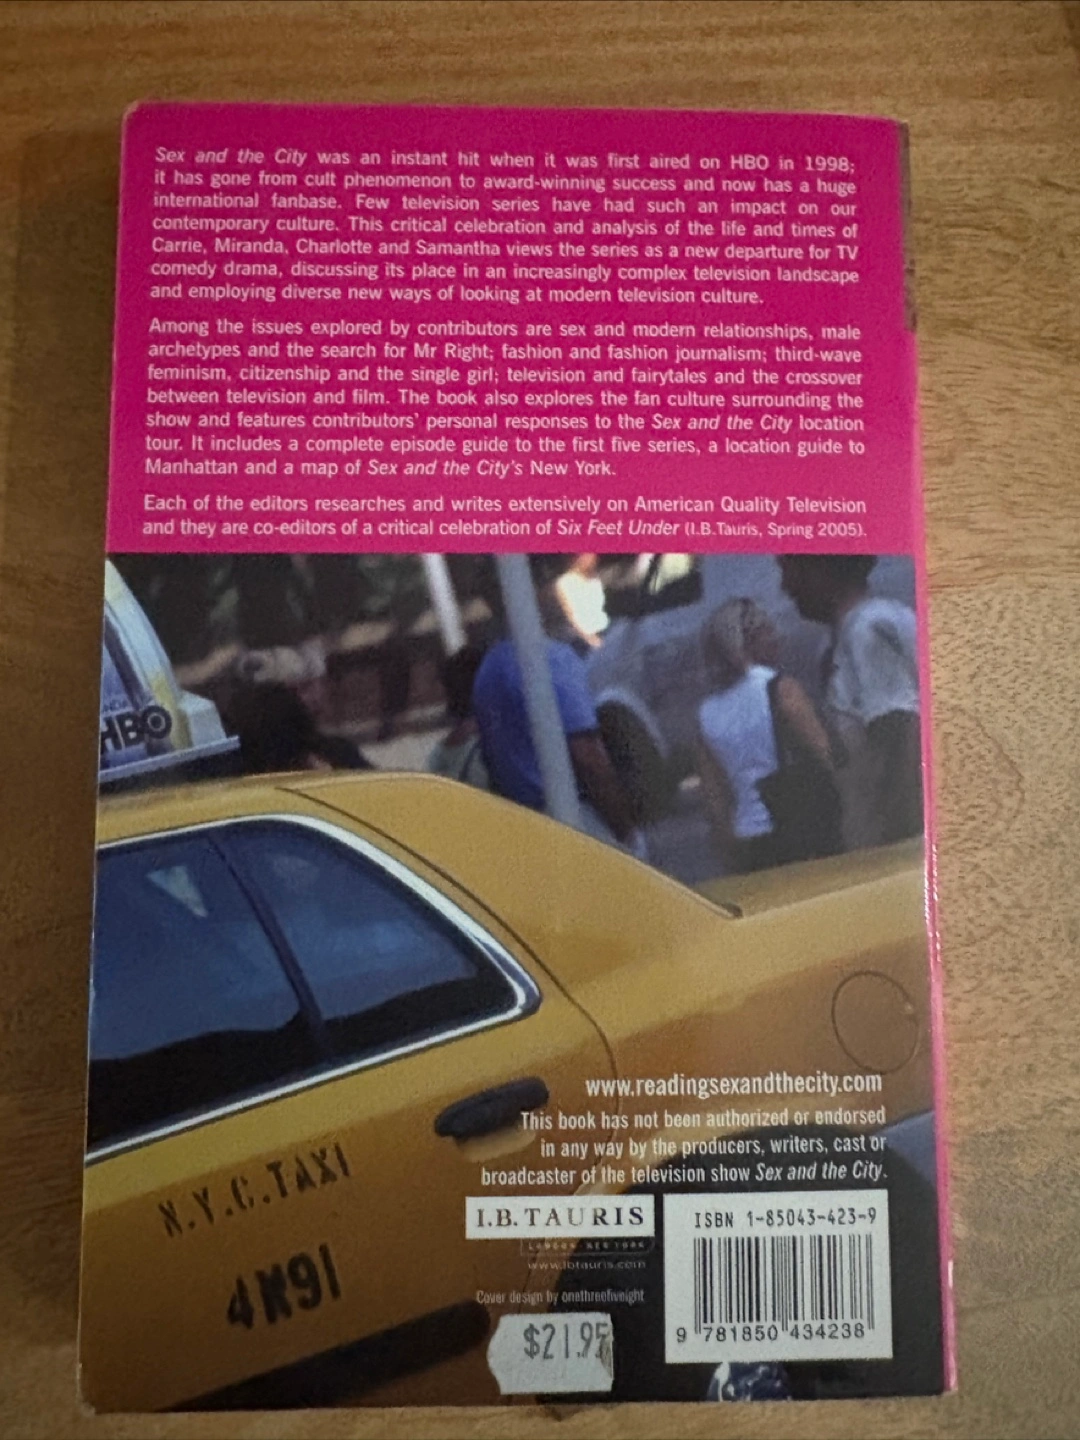 Sex and the City was an instant hit when it was first aired on HBO in 1998;
it has gone from cult phenomenon to award-winning success and now has a huge
international fanbase. Few television series have had such an impact on our
contemporary culture. This critical celebration and analysis of the life and times of
Carrie, Miranda, Charlotte and Samantha views the series as a new departure for TV
comedy drama, discussing its place in an increasingly complex television landscape
and employing diverse new ways of looking at modern television culture.
Among the issues explored by contributors are sex and modern relationships, male
archetypes and the search for Mr Right; fashion and fashion journalism; third-wave
feminism, citizenship and the single girl; television and fairytales and the crossover
between television and film. The book also explores the fan culture surrounding the
show and features contributors' personal responses to the Sex and the City location
tour. It includes a complete episode guide to the first five series, a location guide to
Manhattan and a map of Sex and the City's New York.
Each of the editors researches and writes extensively on American Quality Television
and they are co-editors of a critical celebration of Six Feet Under (I.B.Tauris, Spring 2005).
HBO
www.readingsexandthecity.com
This book has not been authorized or endorsed
in any way by the producers, writers, cast or
broadcaster of the television show Sex and the City.
N.Y.C.TAXI
4M91
I.B.TAURIS
LONDON · NEW YORK
www.ibtauris.com
Cover design by onethreefiveight
$21.95
ISBN 1-85043-423-9
9 781850 434238